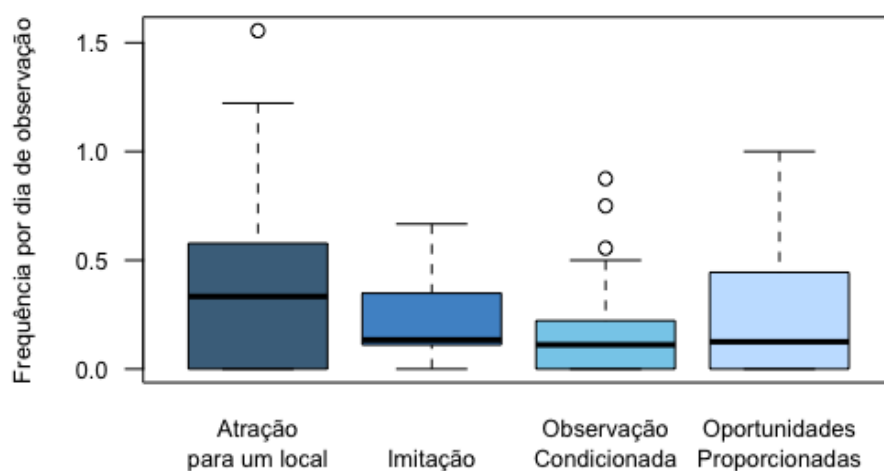 Frequência por dia de observação
1.5
1.0
0.5
0.0
Atração
para um local
Imitação
Observação
Condicionada
Oportunidades
Proporcionadas